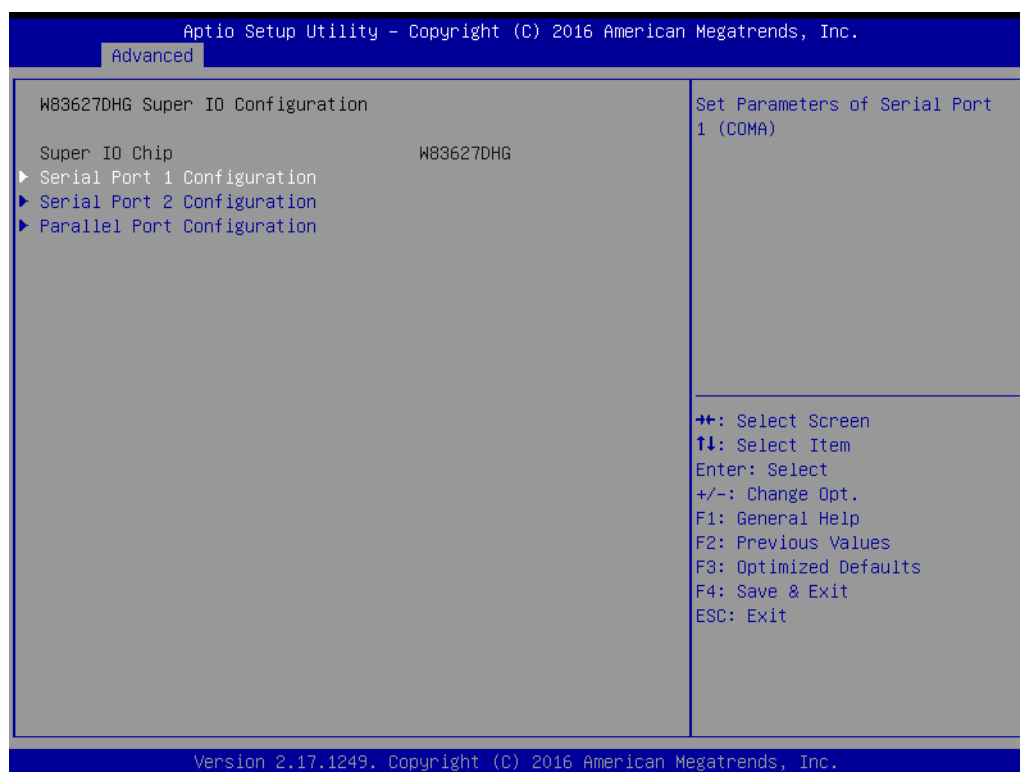 Aptio Setup Utility – Copyright (C) 2016 American Megatrends, Inc.
Advanced
W83627DHG Super IO Configuration
Super IO Chip W83627DHG
▶ Serial Port 1 Configuration
▶ Serial Port 2 Configuration
▶ Parallel Port Configuration
Set Parameters of Serial Port
1 (COMA)
→←: Select Screen
↑↓: Select Item
Enter: Select
+/-: Change Opt.
F1: General Help
F2: Previous Values
F3: Optimized Defaults
F4: Save & Exit
ESC: Exit
Version 2.17.1249. Copyright (C) 2016 American Megatrends, Inc.